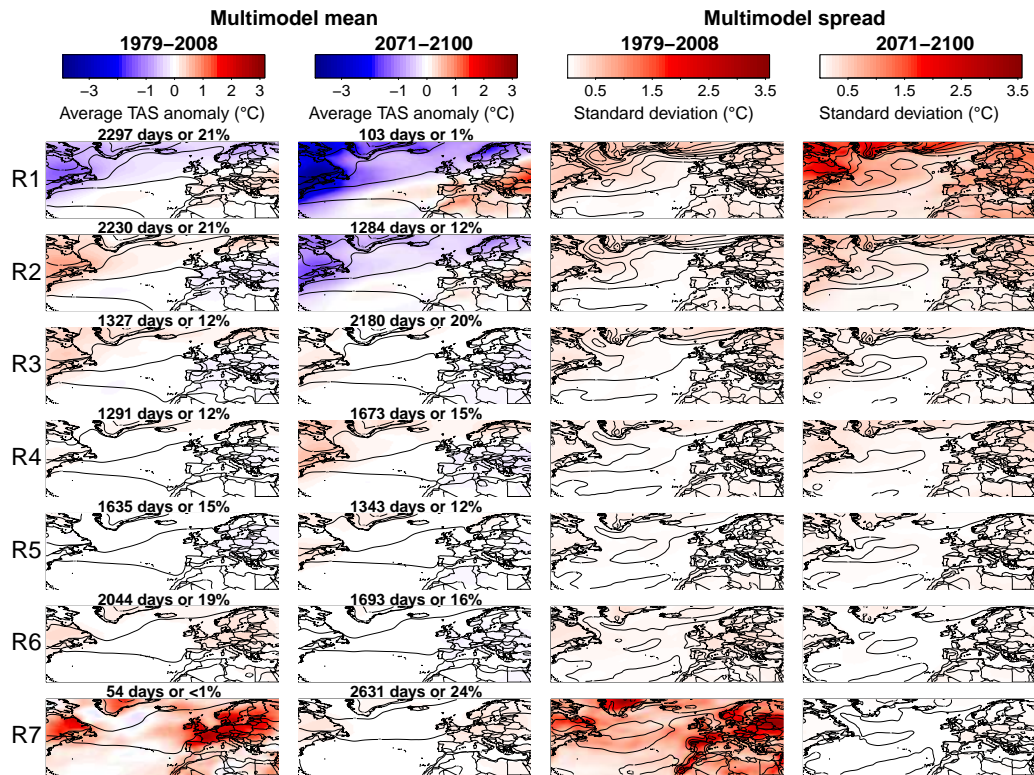 Multimodel mean Multimodel spread
1979–2008 2071–2100 1979–2008 2071–2100
−3 −2 −1 0 1 2 3 −3 −2 −1 0 1 2 3 0.5 1.5 2.5 3.5 0.5 1.5 2.5 3.5
Average TAS anomaly (°C) Average TAS anomaly (°C) Standard deviation (°C) Standard deviation (°C)
2297 days or 21% 103 days or 1%
R1
2230 days or 21% 1284 days or 12%
R2
1327 days or 12% 2180 days or 20%
R3
1291 days or 12% 1673 days or 15%
R4
1635 days or 15% 1343 days or 12%
R5
2044 days or 19% 1693 days or 16%
R6
54 days or <1% 2631 days or 24%
R7